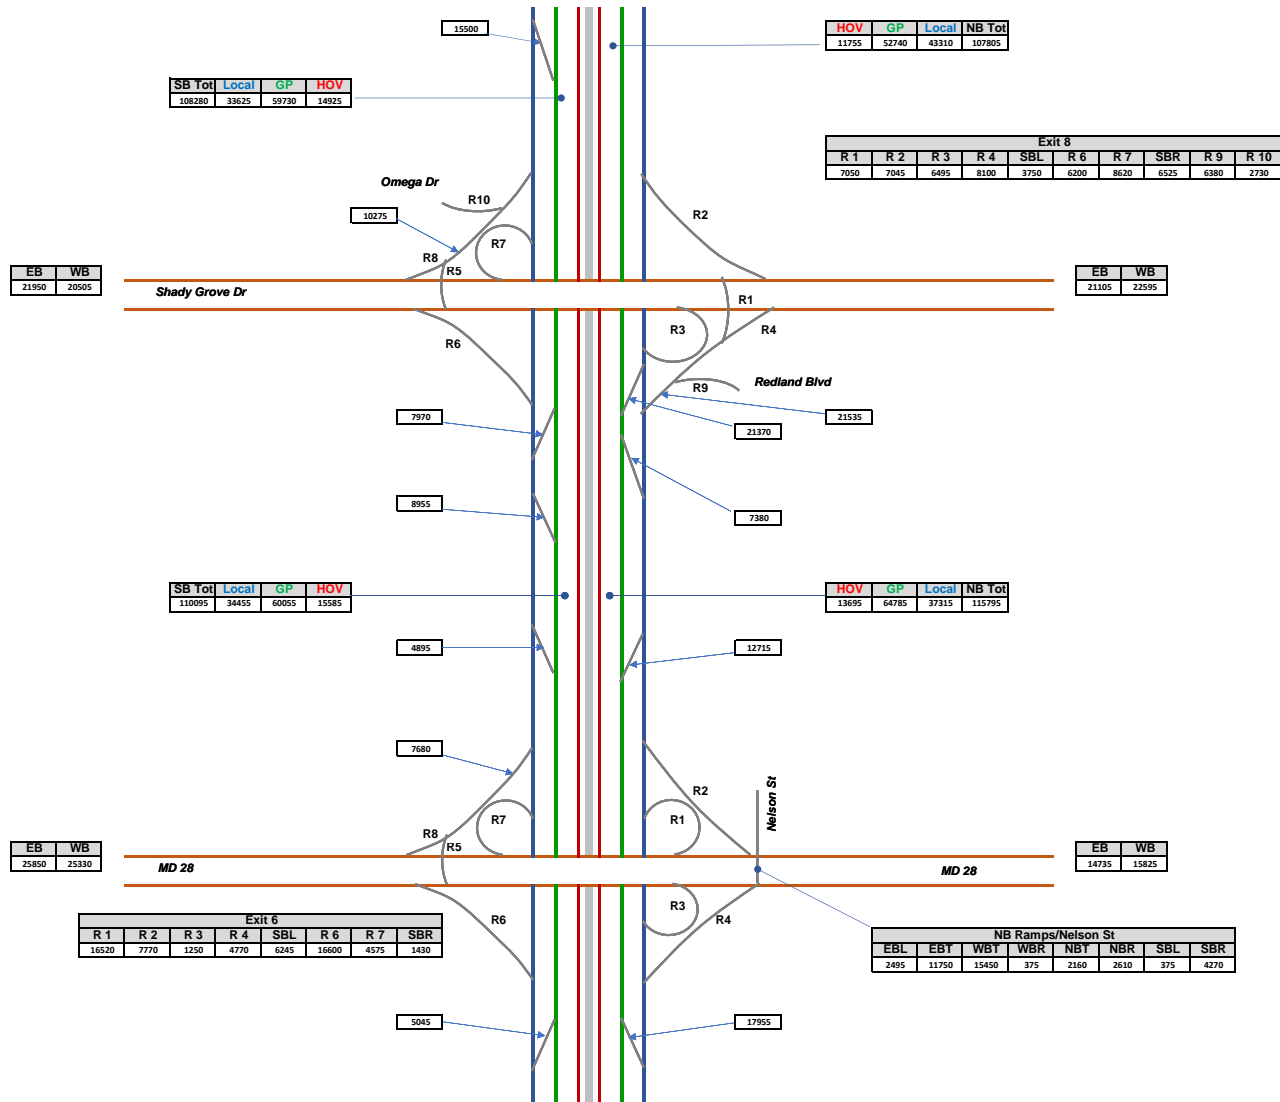 15500
HOV GP Local NB Tot
11755 52740 43310 107805
SB Tot Local GP HOV
108280 33625 59730 14925
Exit 8
R 1 R 2 R 3 R 4 SBL R 6 R 7 SBR R 9 R 10
7050 7045 6495 8100 3750 6200 8620 6525 6380 2730
Omega Dr
R10
10275
R2
R7
R8
R5
EB WB
21950 20505
EB WB
21105 22595
Shady Grove Dr
R1
R3
R4
R6
R9
Redland Blvd
7970
21535
21370
8955
7380
SB Tot Local GP HOV
110095 34455 60055 15585
HOV GP Local NB Tot
13695 64785 37315 115795
4895
12715
7680
R2
Nelson St
R7
R1
R8
R5
EB WB
25850 25330
EB WB
14735 15825
MD 28
MD 28
R3
R6
R4
Exit 6
R 1 R 2 R 3 R 4 SBL R 6 R 7 SBR
16520 7770 1250 4770 6245 16600 4575 1430
NB Ramps/Nelson St
EBL EBT WBT WBR NBT NBR SBL SBR
2495 11750 15450 375 2160 2610 375 4270
5045
17955